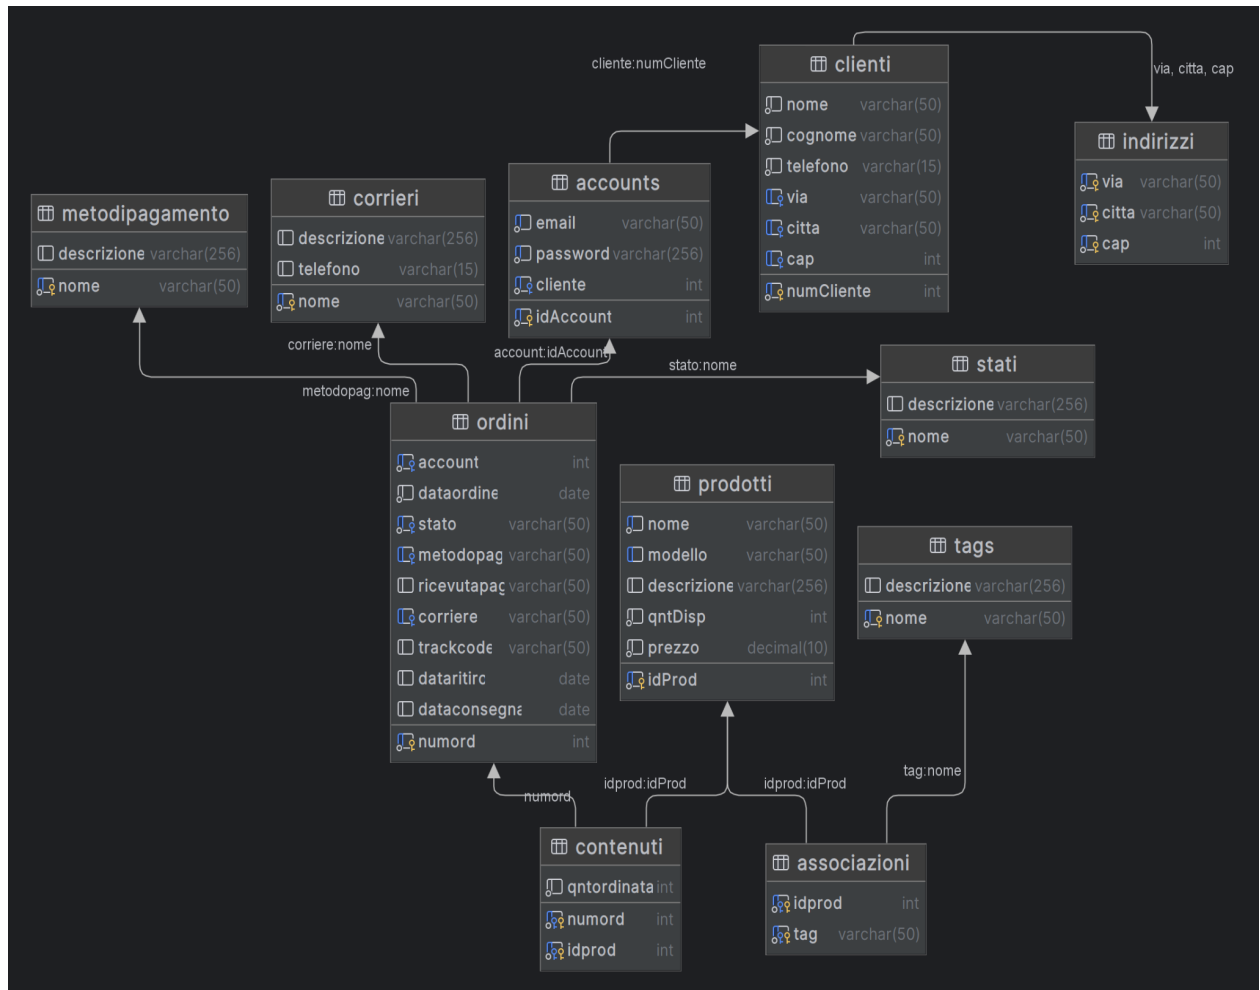 cliente:numCliente
clienti
nome varchar(50)
cognome varchar(50)
telefono varchar(15)
via varchar(50)
citta varchar(50)
cap int
numCliente int
via, citta, cap
indirizzi
via varchar(50)
citta varchar(50)
cap int
accounts
email varchar(50)
password varchar(256)
cliente int
idAccount int
corrieri
descrizione varchar(256)
telefono varchar(15)
nome varchar(50)
metodipagamento
descrizione varchar(256)
nome varchar(50)
corriere:nome
account:idAccount
stato:nome
metodopag:nome
stati
descrizione varchar(256)
nome varchar(50)
ordini
account int
dataordine date
stato varchar(50)
metodopag varchar(50)
ricevutapag varchar(50)
corriere varchar(50)
trackcode varchar(50)
dataritiro date
dataconsegna date
numord int
prodotti
nome varchar(50)
modello varchar(50)
descrizione varchar(256)
qntDisp int
prezzo decimal(10)
idProd int
tags
descrizione varchar(256)
nome varchar(50)
numord
idprod:idProd
idprod:idProd
tag:nome
contenuti
qntordinata int
numord int
idprod int
associazioni
idprod int
tag varchar(50)